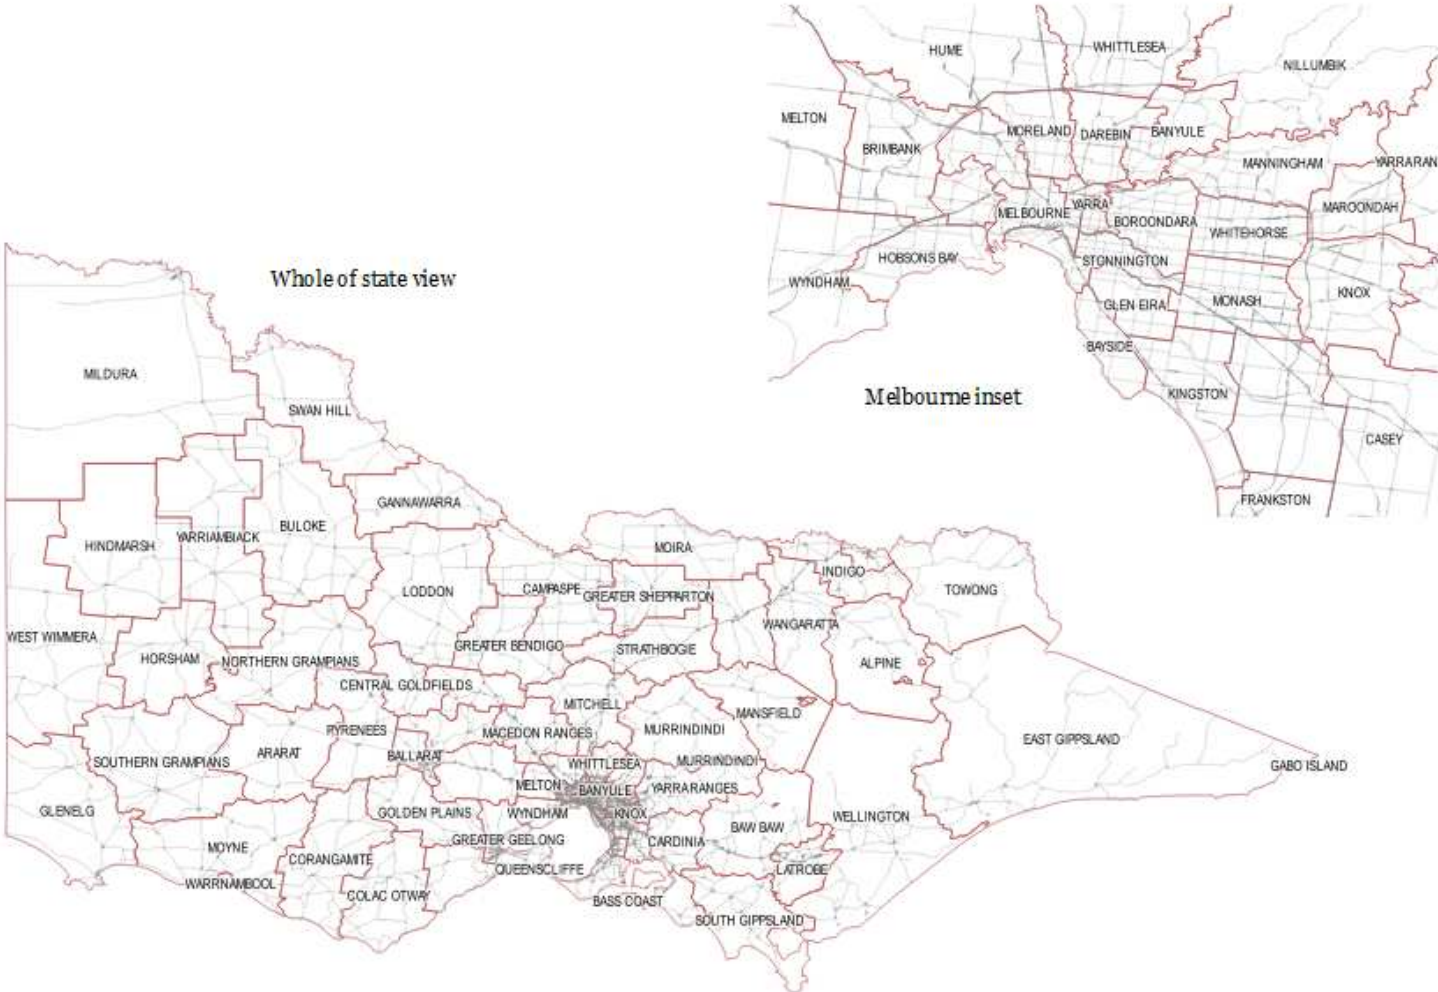 HUME
WHITTLESEA
NILLUMBIK
MELTON
MORELAND
DAREBIN
BANYULE
BRIMBANK
MANNINGHAM
YARRARAN
MELBOURNE
YARRA
BOROONDARA
MAROONDAH
WHITEHORSE
HOBSONS BAY
STONNINGTON
WYNDHAM
GLEN EIRA
MONASH
KNOX
BAYSIDE
KINGSTON
CASEY
FRANKSTON
Melbourne inset
Whole of state view
MILDURA
SWAN HILL
GANNAWARRA
HINDMARSH
YARRIAMBIACK
BULOKE
MOIRA
INDIGO
TOWONG
LODDON
CAMPASPE
GREATER SHEPPARTON
WEST WIMMERA
WANGARATTA
HORSHAM
NORTHERN GRAMPIANS
GREATER BENDIGO
STRATHBOGIE
ALPINE
CENTRAL GOLDFIELDS
MITCHELL
MANSFIELD
PYRENEES
MACEDON RANGES
MURRINDINDI
EAST GIPPSLAND
SOUTHERN GRAMPIANS
ARARAT
BALLARAT
WHITTLESEA
MURRINDINDI
GABO ISLAND
MELTON
BANYULE
YARRA RANGES
GLENELG
GOLDEN PLAINS
WYNDHAM
KNOX
WELLINGTON
MOYNE
GREATER GEELONG
CARDINIA
BAW BAW
CORANGAMITE
QUEENSCLIFFE
LATROBE
WARRNAMBOOL
COLAC OTWAY
BASS COAST
SOUTH GIPPSLAND